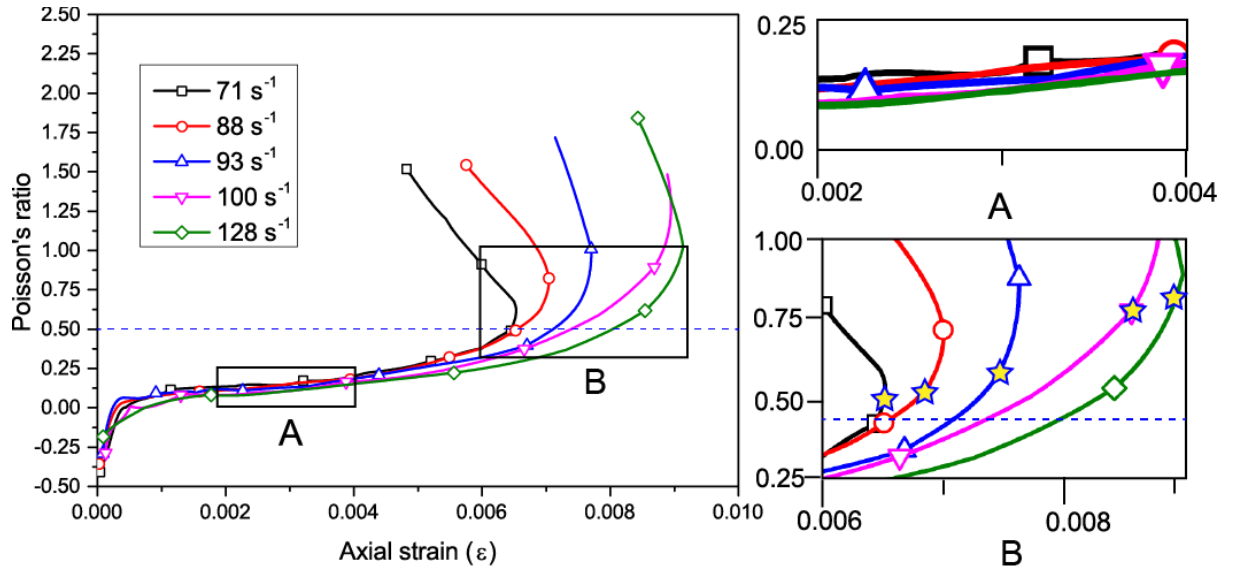 2.50
2.25
2.00
1.75
1.50
1.25
1.00
0.75
0.50
0.25
0.00
-0.25
-0.50
Poisson's ratio
71 s⁻¹
88 s⁻¹
93 s⁻¹
100 s⁻¹
128 s⁻¹
A
B
0.000
0.002
0.004
0.006
0.008
0.010
Axial strain (ε)
0.25
0.00
0.002
0.004
A
1.00
0.75
0.50
0.25
0.006
0.008
B